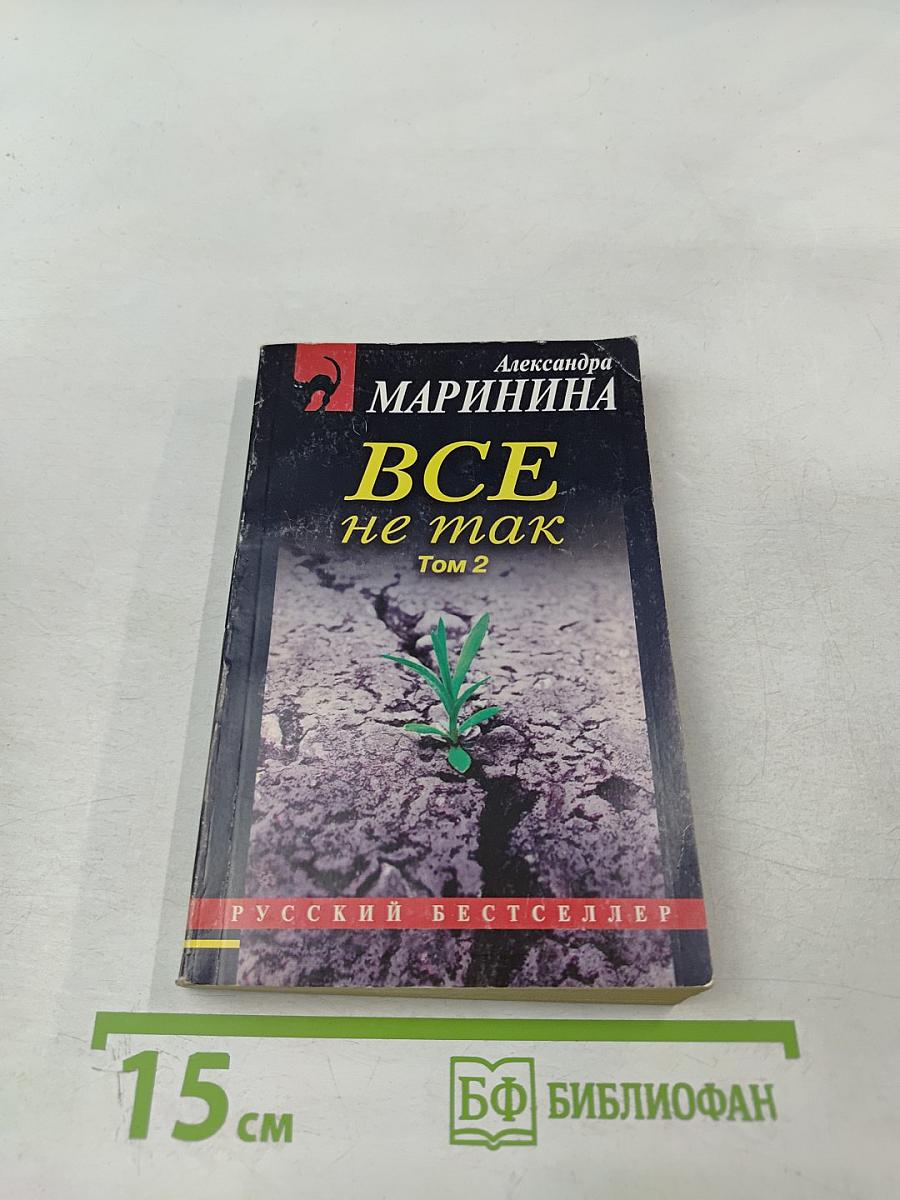 Александра
МАРИНИНА
ВСЕ
не так
Том 2
РУССКИЙ БЕСТСЕЛЛЕР
15 см
БФ БИБЛИОФАН